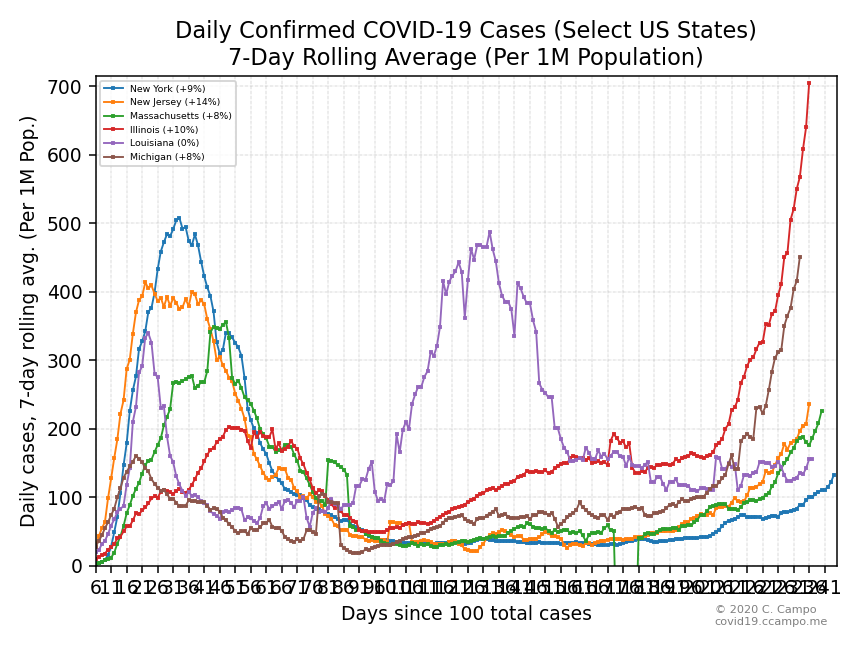 Daily Confirmed COVID-19 Cases (Select US States)
7-Day Rolling Average (Per 1M Population)
Daily cases, 7-day rolling avg. (Per 1M Pop.)
700
600
500
400
300
200
100
0
New York (+9%)
New Jersey (+14%)
Massachusetts (+8%)
Illinois (+10%)
Louisiana (0%)
Michigan (+8%)
Days since 100 total cases
© 2020 C. Campo
covid19.ccampo.me